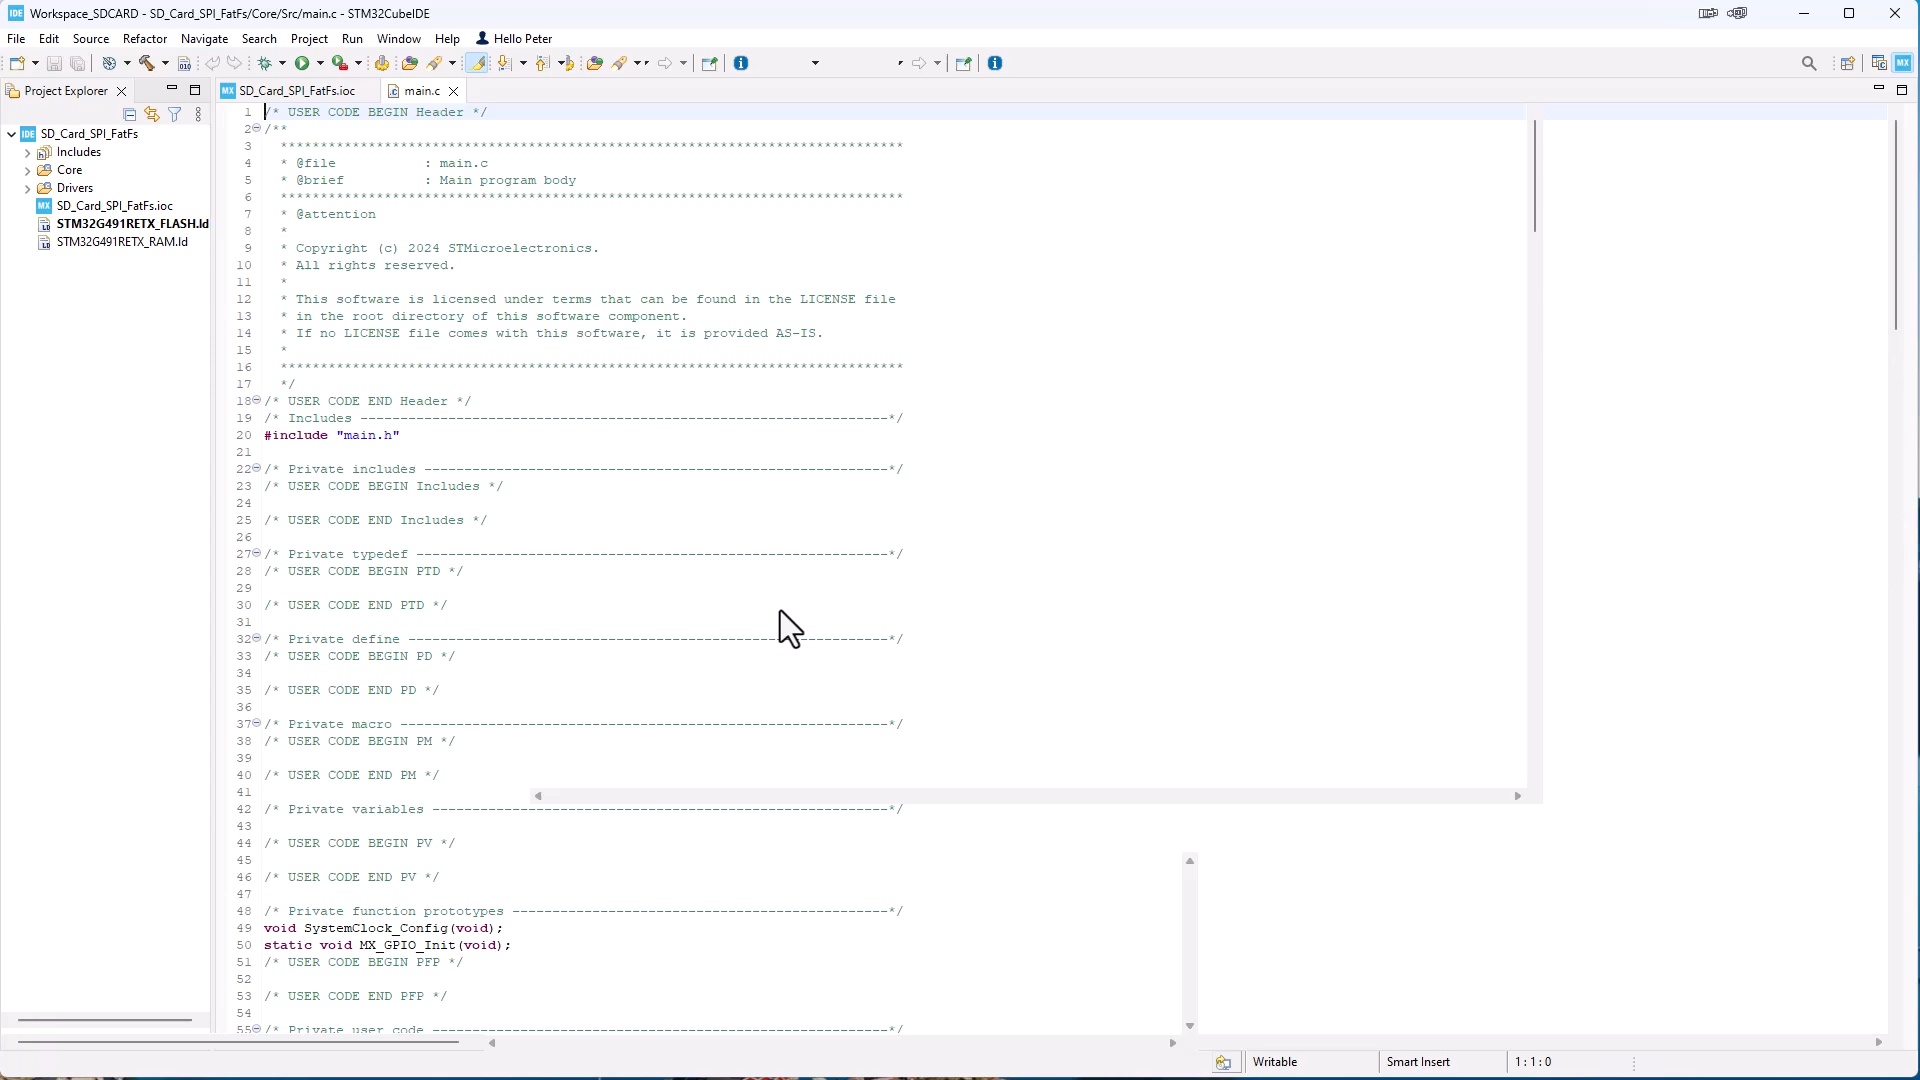 Workspace_SDCARD - SD_Card_SPI_FatFs/Core/Src/main.c - STM32CubeIDE
File Edit Source Refactor Navigate Search Project Run Window Help Hello Peter
Project Explorer
SD_Card_SPI_FatFs.ioc main.c
SD_Card_SPI_FatFs
Includes
Core
Drivers
SD_Card_SPI_FatFs.ioc
STM32G491RETX_FLASH.ld
STM32G491RETX_RAM.ld
1 /* USER CODE BEGIN Header */
2 /**
3 ******************************************************************************
4 * @file : main.c
5 * @brief : Main program body
6 ******************************************************************************
7 * @attention
8 *
9 * Copyright (c) 2024 STMicroelectronics.
10 * All rights reserved.
11 *
12 * This software is licensed under terms that can be found in the LICENSE file
13 * in the root directory of this software component.
14 * If no LICENSE file comes with this software, it is provided AS-IS.
15 *
16 ******************************************************************************
17 */
18 /* USER CODE END Header */
19 /* Includes ------------------------------------------------------------------*/
20 #include "main.h"
21
22 /* Private includes ----------------------------------------------------------*/
23 /* USER CODE BEGIN Includes */
24
25 /* USER CODE END Includes */
26
27 /* Private typedef -----------------------------------------------------------*/
28 /* USER CODE BEGIN PTD */
29
30 /* USER CODE END PTD */
31
32 /* Private define ------------------------------------------------------------*/
33 /* USER CODE BEGIN PD */
34
35 /* USER CODE END PD */
36
37 /* Private macro -------------------------------------------------------------*/
38 /* USER CODE BEGIN PM */
39
40 /* USER CODE END PM */
41
42 /* Private variables ---------------------------------------------------------*/
43
44 /* USER CODE BEGIN PV */
45
46 /* USER CODE END PV */
47
48 /* Private function prototypes -----------------------------------------------*/
49 void SystemClock_Config(void);
50 static void MX_GPIO_Init(void);
51 /* USER CODE BEGIN PFP */
52
53 /* USER CODE END PFP */
54
55 /* Private user code ---------------------------------------------------------*/
Writable Smart Insert 1 : 1 : 0